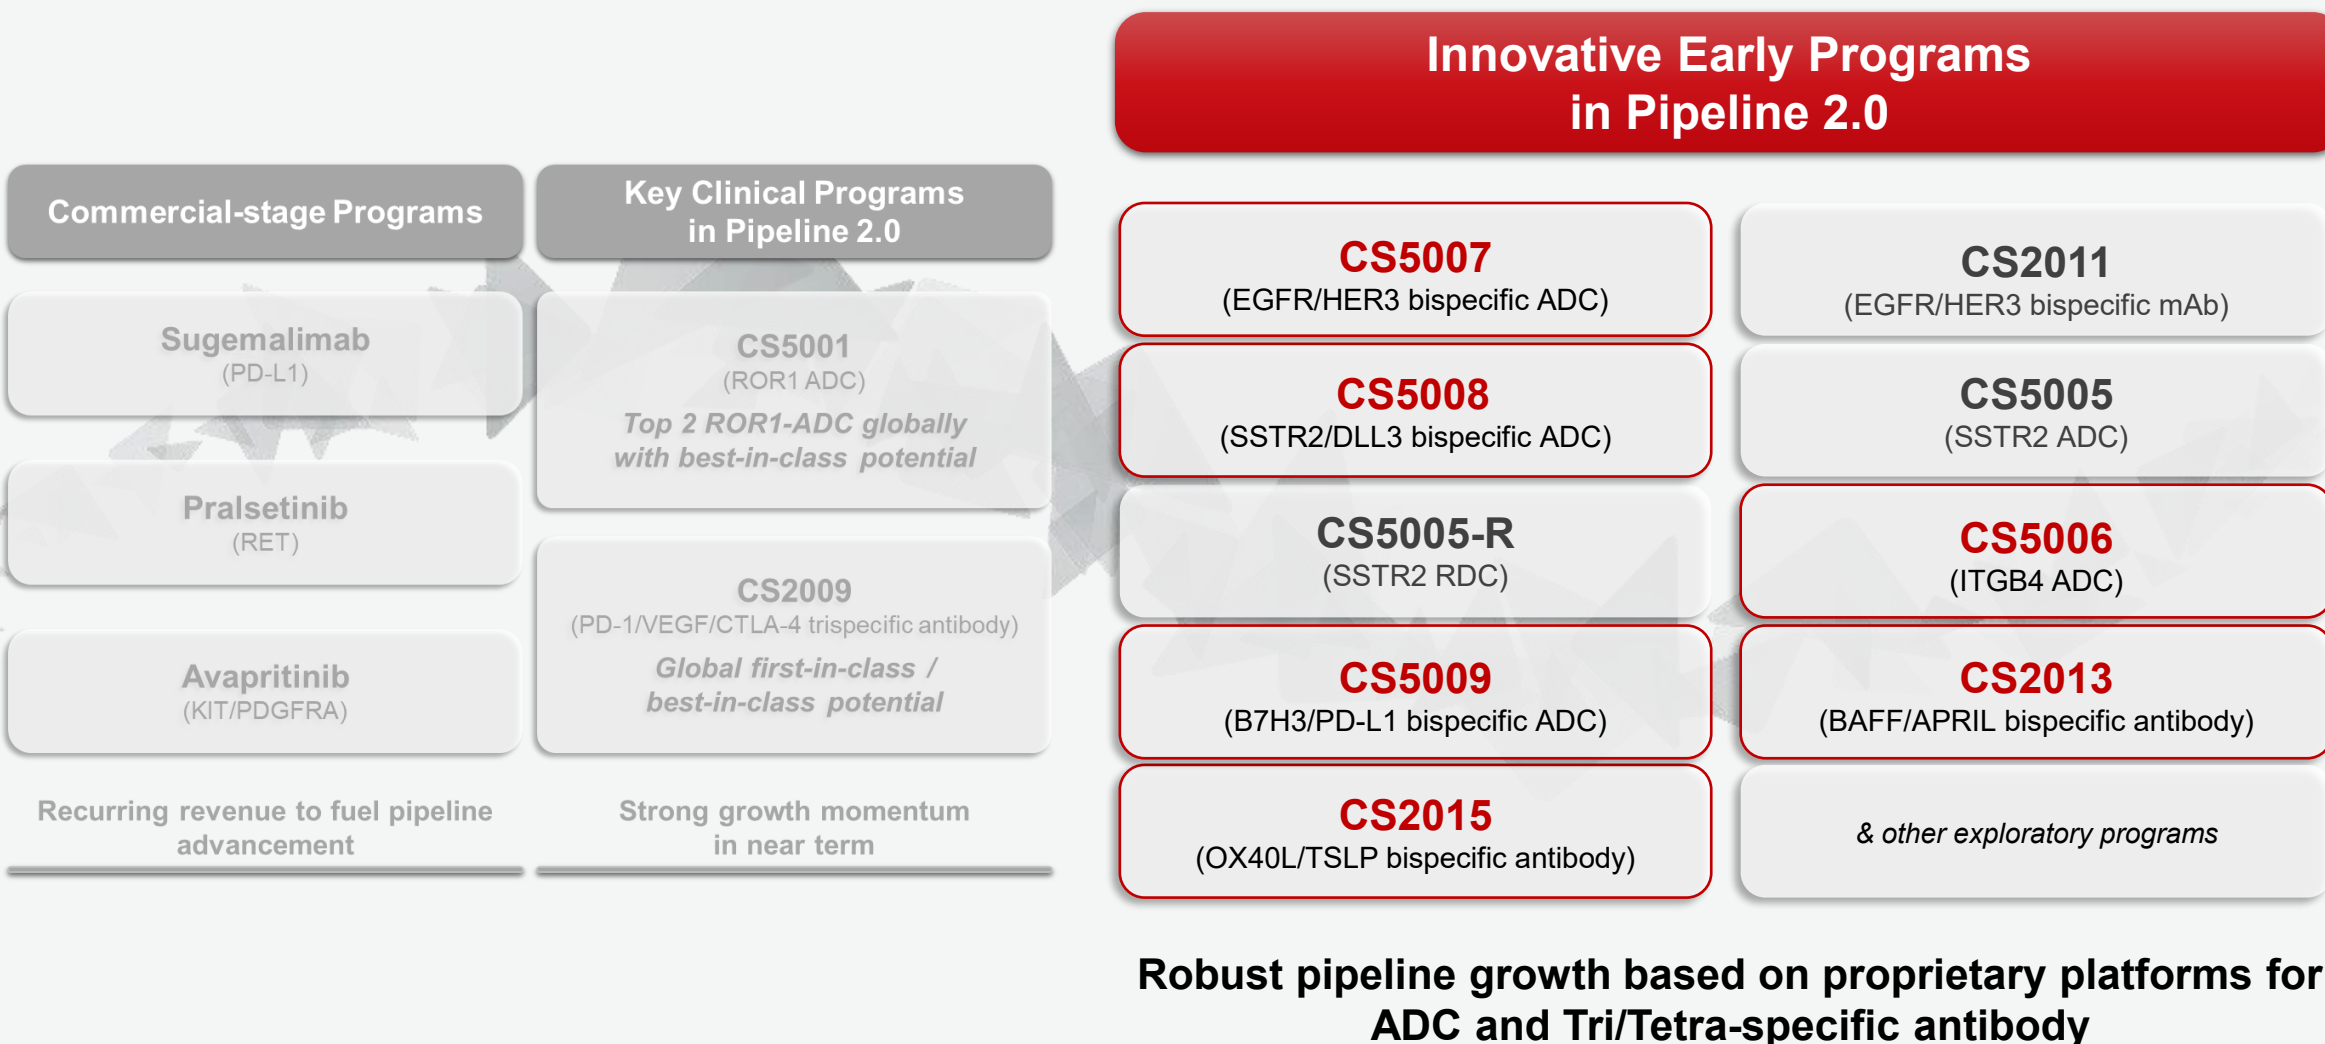 Commercial-stage Programs
Sugemalimab
(PD-L1)
Pralsetinib
(RET)
Avapritinib
(KIT/PDGFRA)
Recurring revenue to fuel pipeline
advancement
Key Clinical Programs
in Pipeline 2.0
CS5001
(ROR1 ADC)
Top 2 ROR1-ADC globally
with best-in-class potential
CS2009
(PD-1/VEGF/CTLA-4 trispecific antibody)
Global first-in-class /
best-in-class potential
Strong growth momentum
in near term
Innovative Early Programs
in Pipeline 2.0
CS5007
(EGFR/HER3 bispecific ADC)
CS2011
(EGFR/HER3 bispecific mAb)
CS5008
(SSTR2/DLL3 bispecific ADC)
CS5005
(SSTR2 ADC)
CS5005-R
(SSTR2 RDC)
CS5006
(ITGB4 ADC)
CS5009
(B7H3/PD-L1 bispecific ADC)
CS2013
(BAFF/APRIL bispecific antibody)
CS2015
(OX40L/TSLP bispecific antibody)
& other exploratory programs
Robust pipeline growth based on proprietary platforms for
ADC and Tri/Tetra-specific antibody